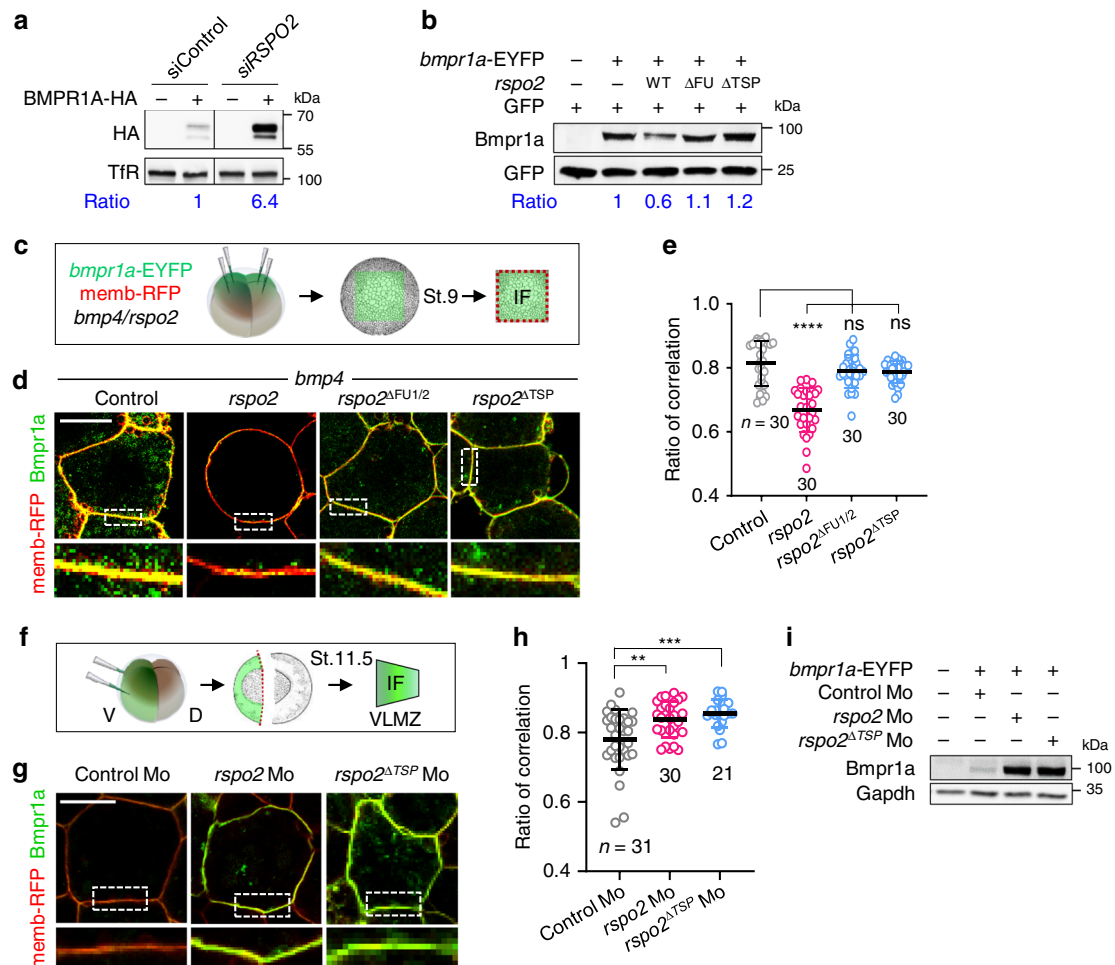 a
siControl
siRSPO2
BMPR1A-HA − + − +
kDa
HA
70
55
TfR
100
Ratio 1 6.4
b
bmpr1a-EYFP − + + + +
rspo2 − − WT ΔFU ΔTSP
GFP + + + + +
kDa
Bmpr1a
100
GFP
25
Ratio 1 0.6 1.1 1.2
c
bmpr1a-EYFP
memb-RFP
bmp4/rspo2
St.9
IF
d
bmp4
Control rspo2 rspo2ΔFU1/2 rspo2ΔTSP
memb-RFP Bmpr1a
e
Ratio of correlation
1.0
0.8
0.6
0.4
**** ns ns
n = 30
30
30
30
Control
rspo2
rspo2ΔFU1/2
rspo2ΔTSP
f
V D
St.11.5
IF
VLMZ
g
Control Mo rspo2 Mo rspo2ΔTSP Mo
memb-RFP Bmpr1a
h
Ratio of correlation
1
0.8
0.6
0.4
***
**
n = 31
30
21
Control Mo
rspo2 Mo
rspo2ΔTSP Mo
i
bmpr1a-EYFP − + + +
Control Mo − + − −
rspo2 Mo − − + −
rspo2ΔTSP Mo − − − +
kDa
Bmpr1a
100
Gapdh
35